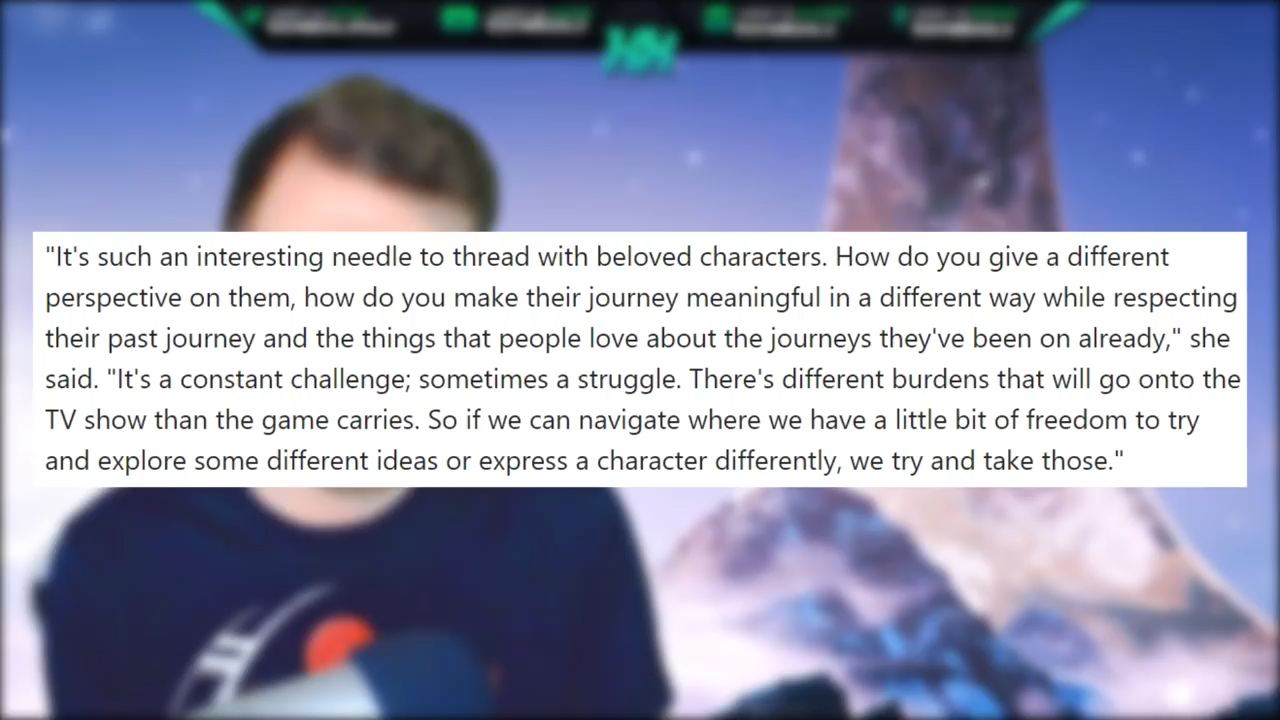 "It's such an interesting needle to thread with beloved characters. How do you give a different
perspective on them, how do you make their journey meaningful in a different way while respecting
their past journey and the things that people love about the journeys they've been on already," she
said. "It's a constant challenge; sometimes a struggle. There's different burdens that will go onto the
TV show than the game carries. So if we can navigate where we have a little bit of freedom to try
and explore some different ideas or express a character differently, we try and take those."